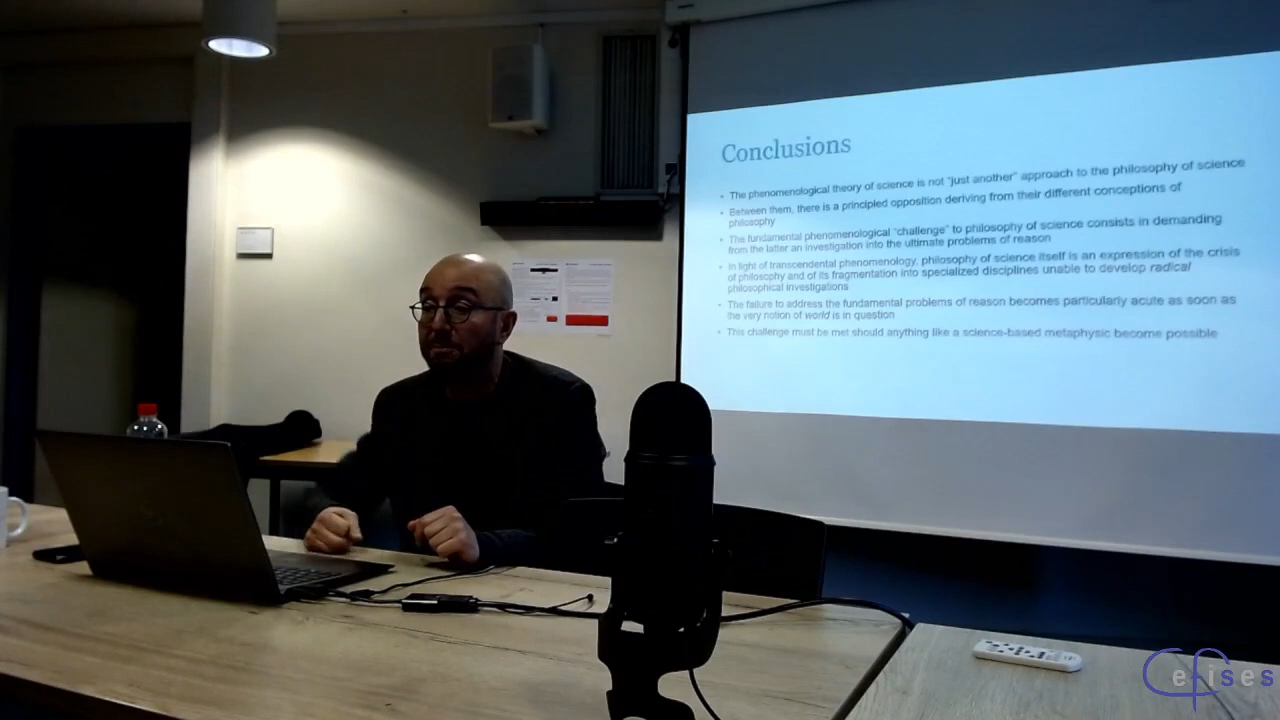 Conclusions
The phenomenological theory of science is not "just another" approach to the philosophy of science
Between them, there is a principled opposition deriving from their different conceptions of
philosophy
The fundamental phenomenological "challenge" to philosophy of science consists in demanding
from the latter an investigation into the ultimate problems of reason
In light of transcendental phenomenology, philosophy of science itself is an expression of the crisis
of philosophy and of its fragmentation into specialized disciplines unable to develop radical
philosophical investigations
The failure to address the fundamental problems of reason becomes particularly acute as soon as
the very notion of world is in question
This challenge must be met should anything like a science-based metaphysic become possible
Cefises